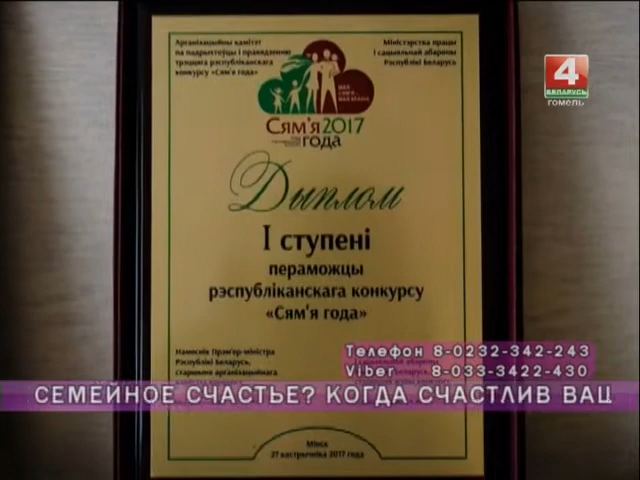 Арганізацыйны камітэт
па падрыхтоўцы і правядзенню
трэцяга рэспубліканскага
конкурсу «Сям'я года»
Міністэрства працы
і сацыяльнай абароны
Рэспублікі Беларусь
4
БЕЛАРУСЬ
ГОМЕЛЬ
Сям'я 2017
года
Дыплом
I ступені
пераможцы
рэспубліканскага конкурсу
«Сям'я года»
Намеснік Прэм'ер-міністра
Рэспублікі Беларусь,
старшыня арганізацыйнага
Телефон 8-0232-342-243
Viber 8-033-3422-430
СЕМЕЙНОЕ СЧАСТЬЕ? КОГДА СЧАСТЛИВ ВАШ
Мінск
27 кастрычніка 2017 года